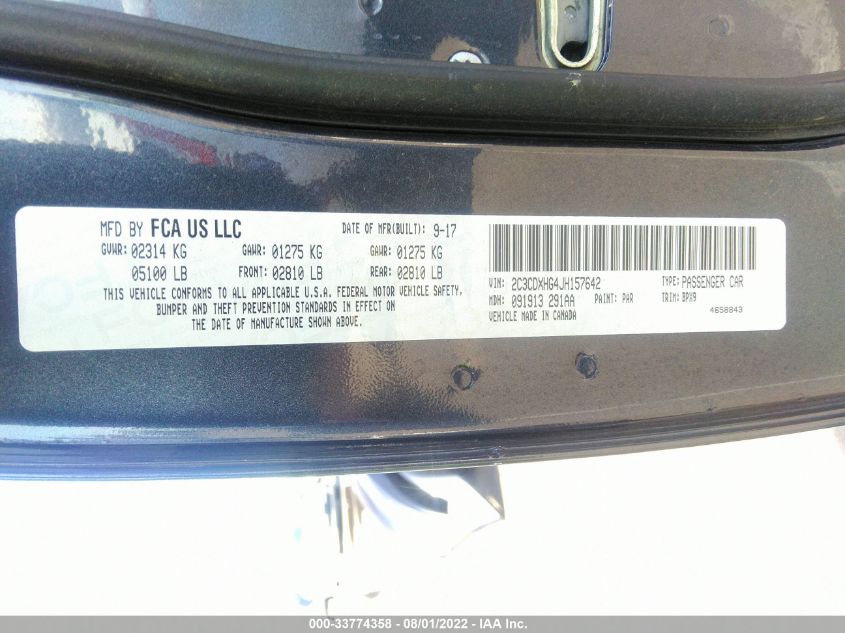 MFD BY FCA US LLC DATE OF MFR(BUILT): 9-17
GVWR: 02314 KG GAWR: 01275 KG GAWR: 01275 KG
05100 LB FRONT: 02810 LB REAR: 02810 LB
THIS VEHICLE CONFORMS TO ALL APPLICABLE U.S.A. FEDERAL MOTOR VEHICLE SAFETY,
BUMPER AND THEFT PREVENTION STANDARDS IN EFFECT ON
THE DATE OF MANUFACTURE SHOWN ABOVE.
VIN: 2C3CDXHG4JH157642 TYPE: PASSENGER CAR
MDH: 091913 291AA PAINT: PAR TRIM: BPX9
VEHICLE MADE IN CANADA 4658843
000-33774358 - 08/01/2022 - IAA Inc.